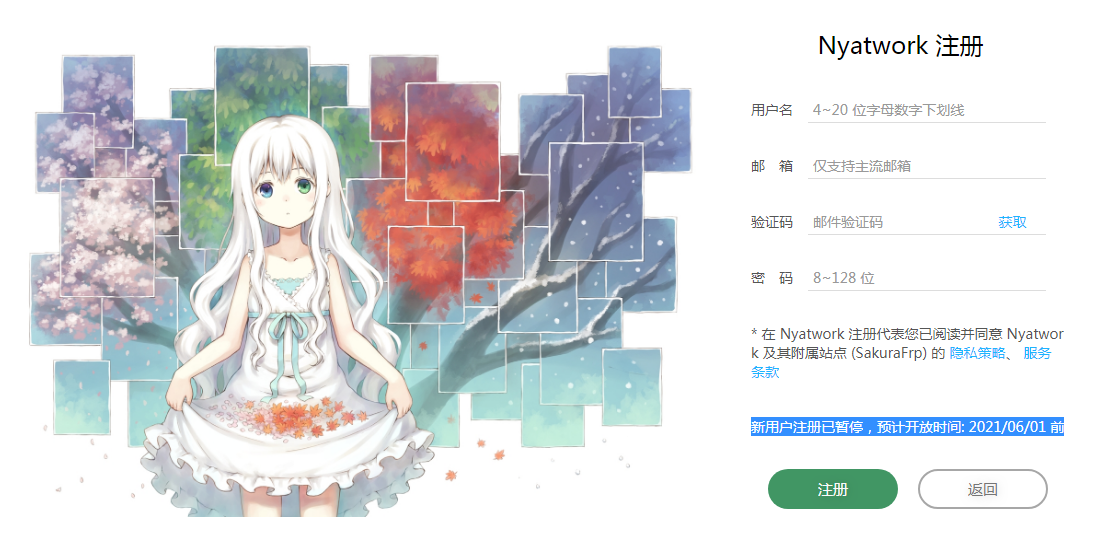 Nyatwork 注册
用户名 4~20 位字母数字下划线
邮 箱 仅支持主流邮箱
验证码 邮件验证码 获取
密 码 8~128 位
* 在 Nyatwork 注册代表您已阅读并同意 Nyatwor
k 及其附属站点 (SakuraFrp) 的 隐私策略、 服务
条款
新用户注册已暂停，预计开放时间: 2021/06/01 前
注册 返回